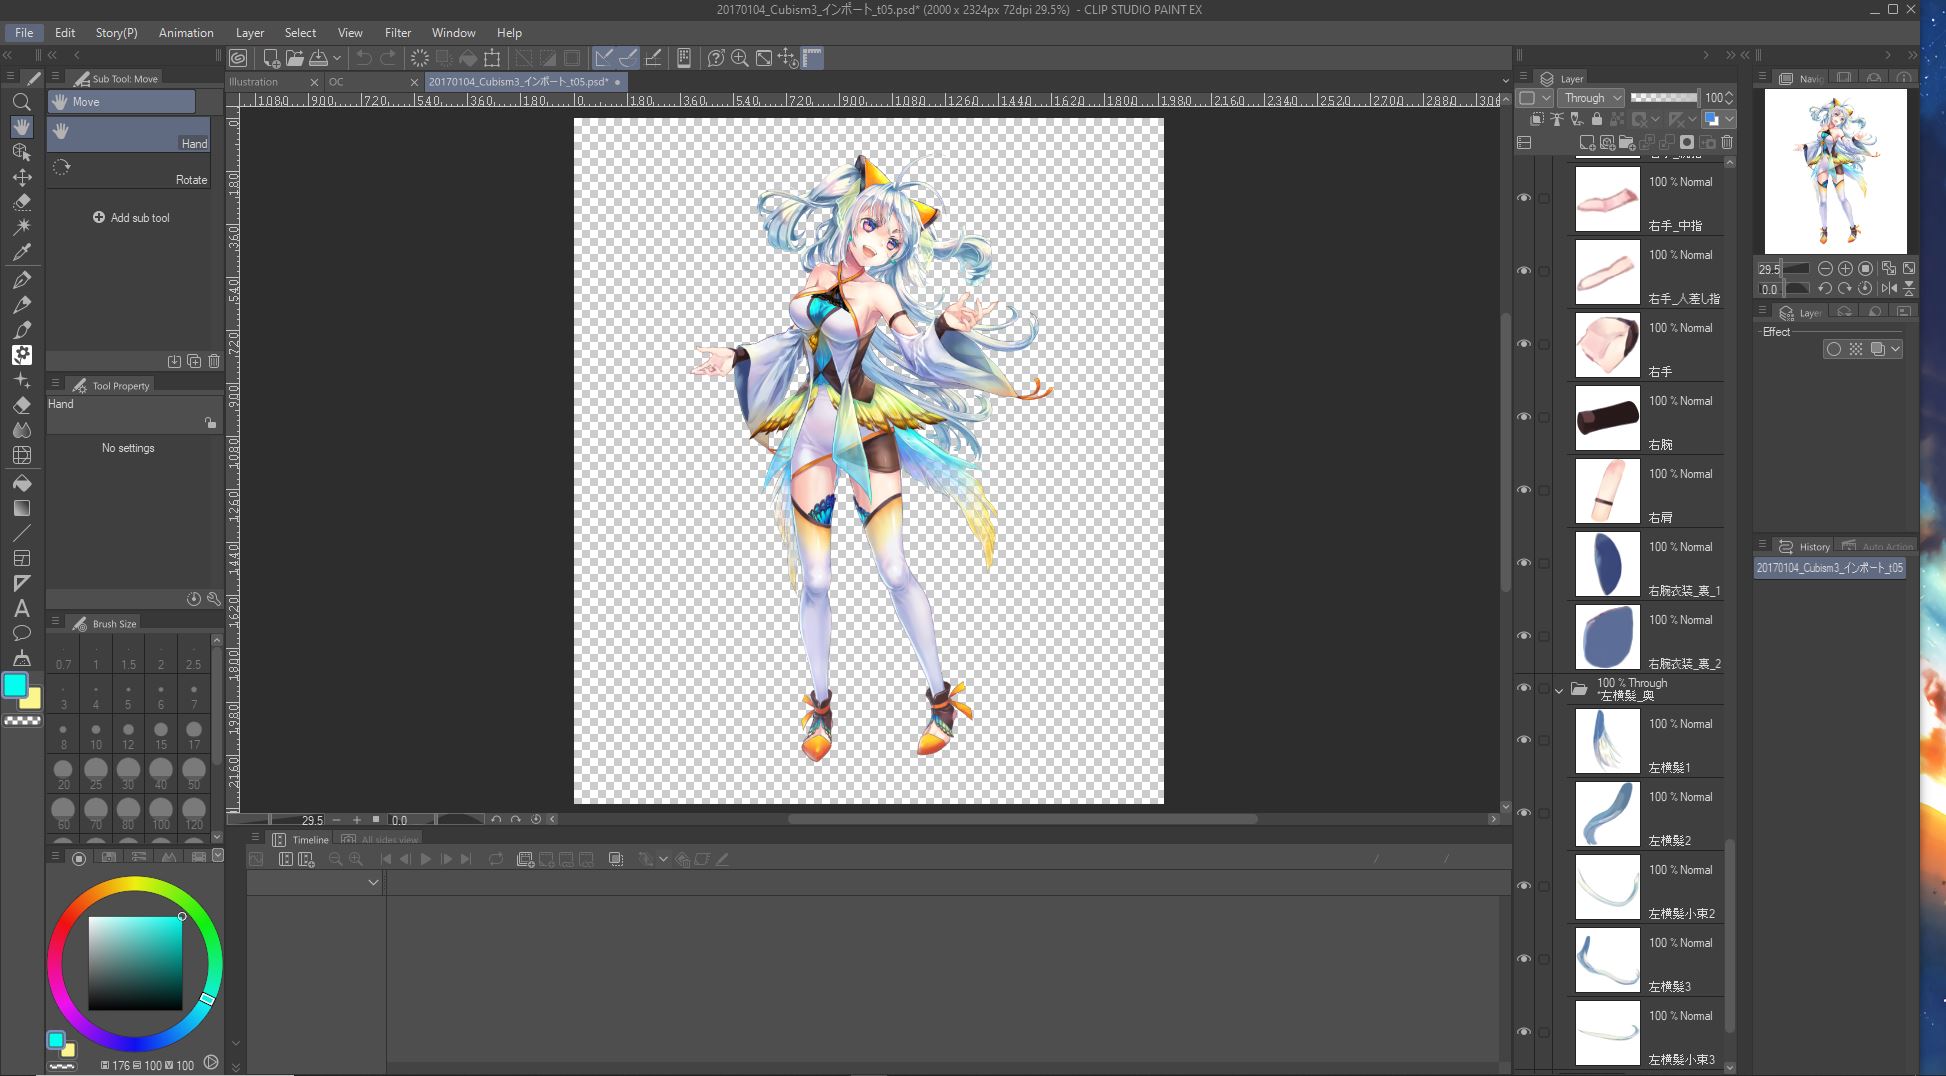 20170104_Cubism3_インポート_t05.psd* (2000 x 2324px 72dpi 29.5%) - CLIP STUDIO PAINT EX
File Edit Story(P) Animation Layer Select View Filter Window Help
Sub Tool: Move
Move
Hand
Rotate
Add sub tool
Tool Property
Hand
No settings
Brush Size
0.7 1 1.5 2 2.5
3 4 5 6 7
8 10 12 15 17
20 25 30 40 50
60 70 80 100 120
H 176 S 100 V 100
Illustration
OC
20170104_Cubism3_インポート_t05.psd*
1080 900 720 540 360 180 0 180 360 540 720 900 1080 1260 1440 1620 1800 1980 2160 2340 2520 2700 2880 306
0
180
360
540
720
900
1080
1260
1440
1620
1800
1980
2160
29.5
0.0
Timeline
All sides view
Layer
Through
100
100 % Normal
右手_中指
100 % Normal
右手_人差し指
100 % Normal
右手
100 % Normal
右腕
100 % Normal
右肩
100 % Normal
右腕衣装_裏_1
100 % Normal
右腕衣装_裏_2
100 % Through
"左横髪_奥
100 % Normal
左横髪1
100 % Normal
左横髪2
100 % Normal
左横髪小束2
100 % Normal
左横髪3
100 % Normal
左横髪小束3
Navig
29.5
0.0
Layer
Effect
History
Auto Action
20170104_Cubism3_インポート_t05